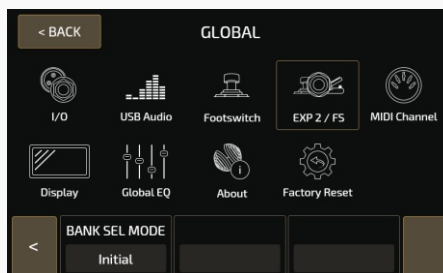 < BACK
GLOBAL
I/O
USB Audio
Footswitch
EXP 2 / FS
MIDI Channel
Display
Global EQ
About
Factory Reset
<
BANK SEL MODE
Initial